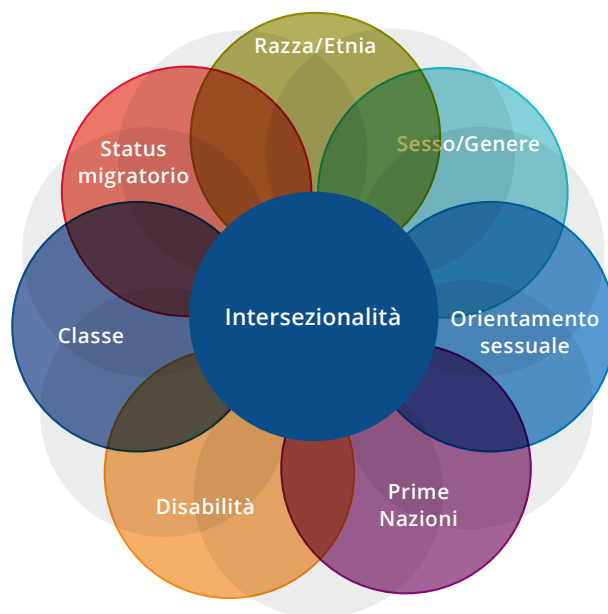 Razza/Etnia
Sesso/Genere
Status
migratorio
Intersezionalità
Orientamento
sessuale
Classe
Prime
Nazioni
Disabilità